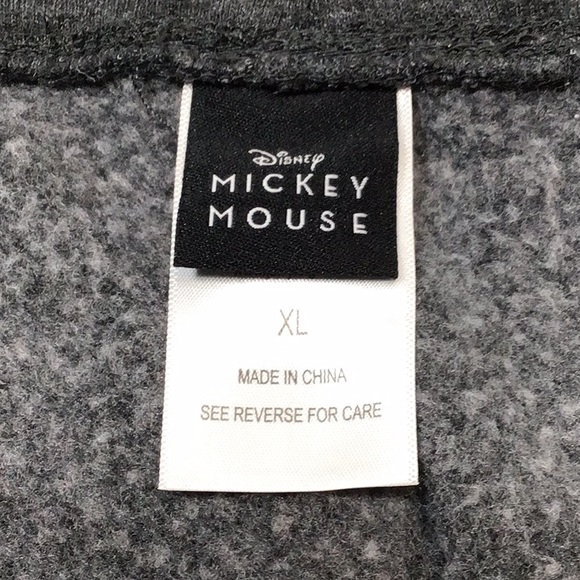 Disney
MICKEY
MOUSE
XL
MADE IN CHINA
SEE REVERSE FOR CARE